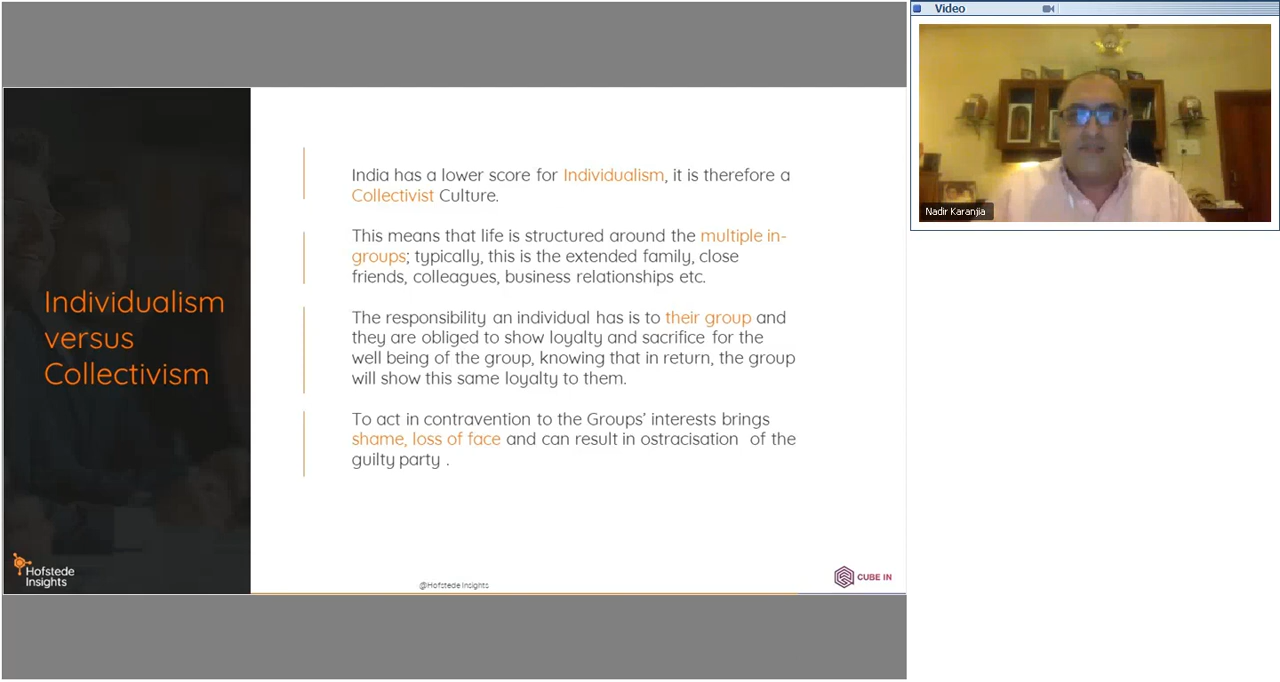 Individualism
versus
Collectivism
India has a lower score for Individualism, it is therefore a
Collectivist Culture.
This means that life is structured around the multiple in-
groups; typically, this is the extended family, close
friends, colleagues, business relationships etc.
The responsibility an individual has is to their group and
they are obliged to show loyalty and sacrifice for the
well being of the group, knowing that in return, the group
will show this same loyalty to them.
To act in contravention to the Groups' interests brings
shame, loss of face and can result in ostracisation of the
guilty party .
Hofstede
Insights
@Hofstede Insights
CUBE IN
Video
Nadir Karanjia